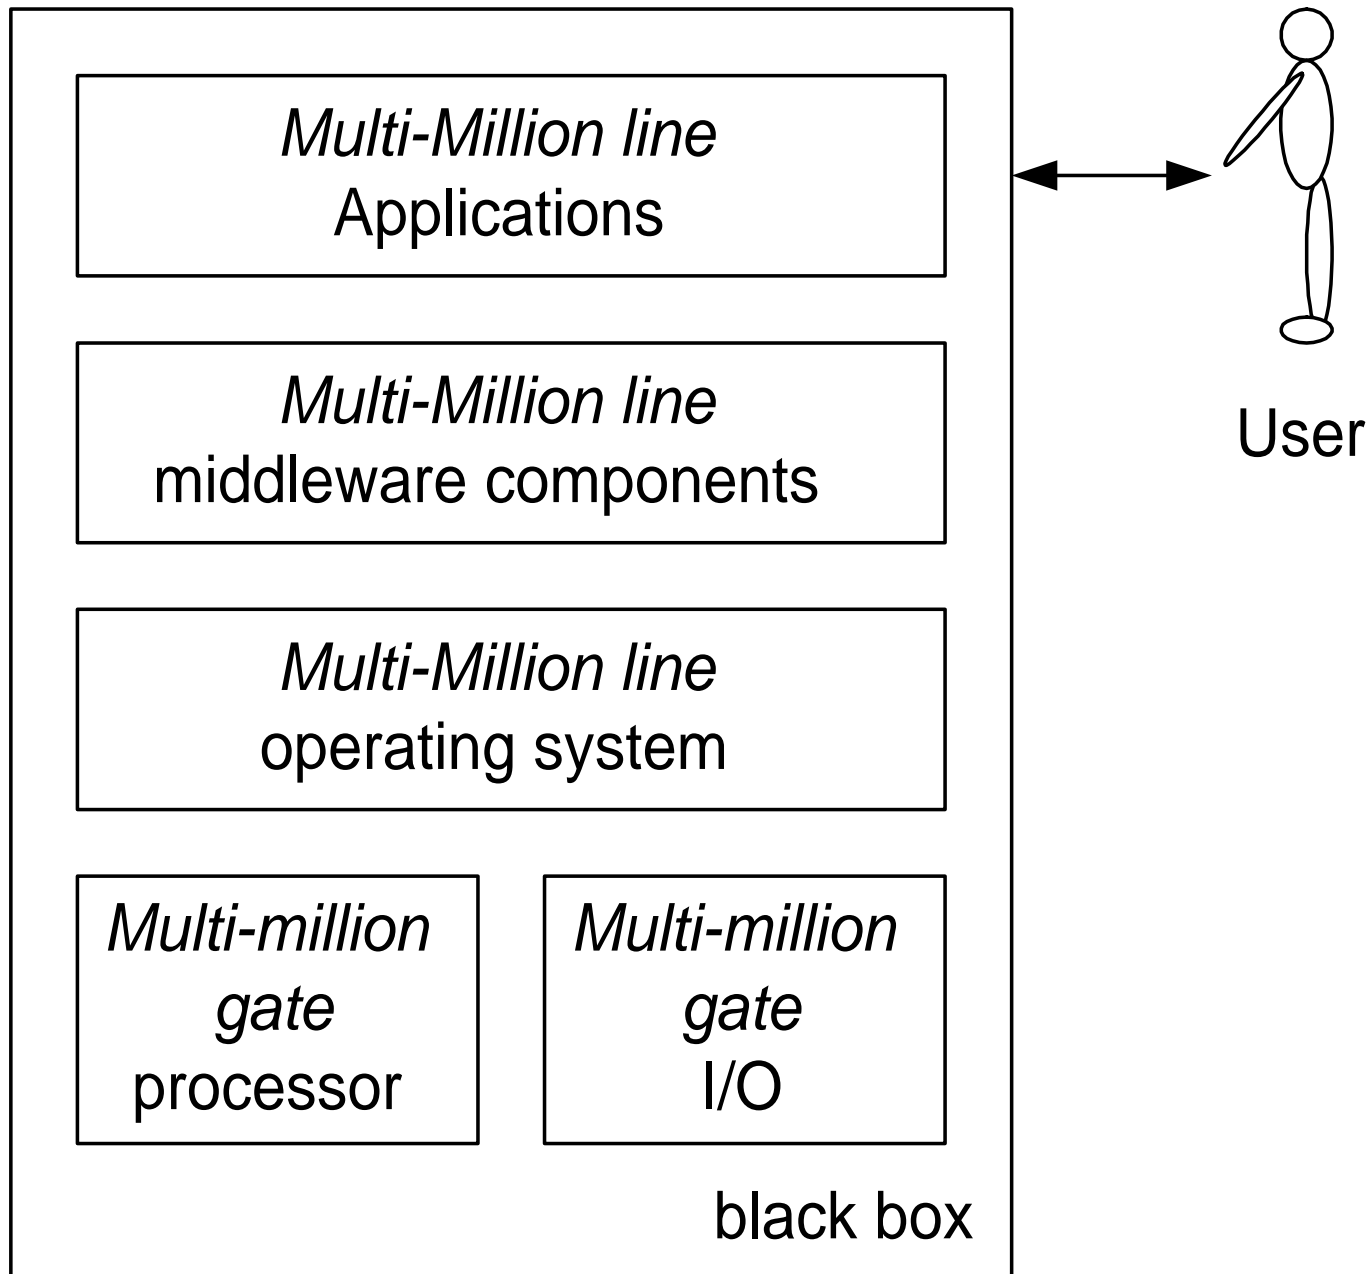 Multi-Million line
Applications
User
Multi-Million line
middleware components
Multi-Million line
operating system
Multi-million
gate
processor
Multi-million
gate
I/O
black box